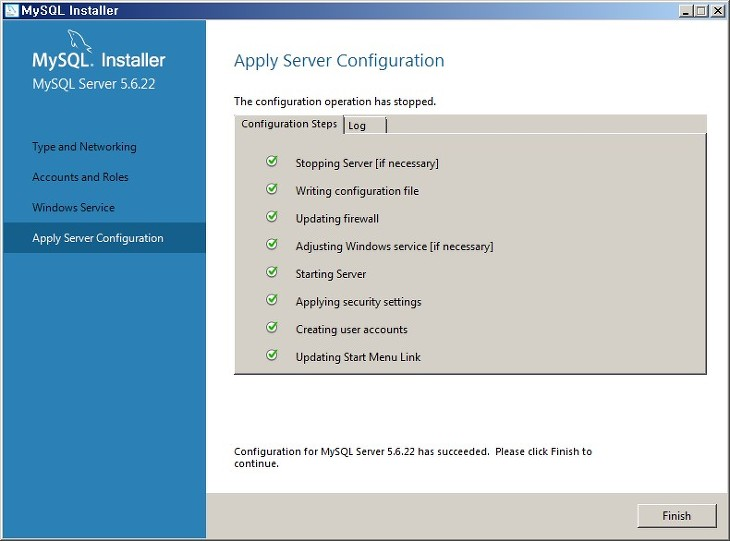 MySQL Installer
MySQL. Installer
MySQL Server 5.6.22
Type and Networking
Accounts and Roles
Windows Service
Apply Server Configuration
Apply Server Configuration
The configuration operation has stopped.
Configuration Steps Log
Stopping Server [if necessary]
Writing configuration file
Updating firewall
Adjusting Windows service [if necessary]
Starting Server
Applying security settings
Creating user accounts
Updating Start Menu Link
Configuration for MySQL Server 5.6.22 has succeeded. Please click Finish to
continue.
Finish